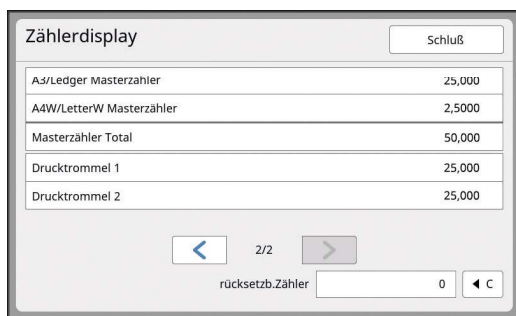 Zählerdisplay
Schluß
A3/Ledger Masterzähler 25,000
A4W/LetterW Masterzähler 2,5000
Masterzähler Total 50,000
Drucktrommel 1 25,000
Drucktrommel 2 25,000
2/2
rücksetzb.Zähler 0 C